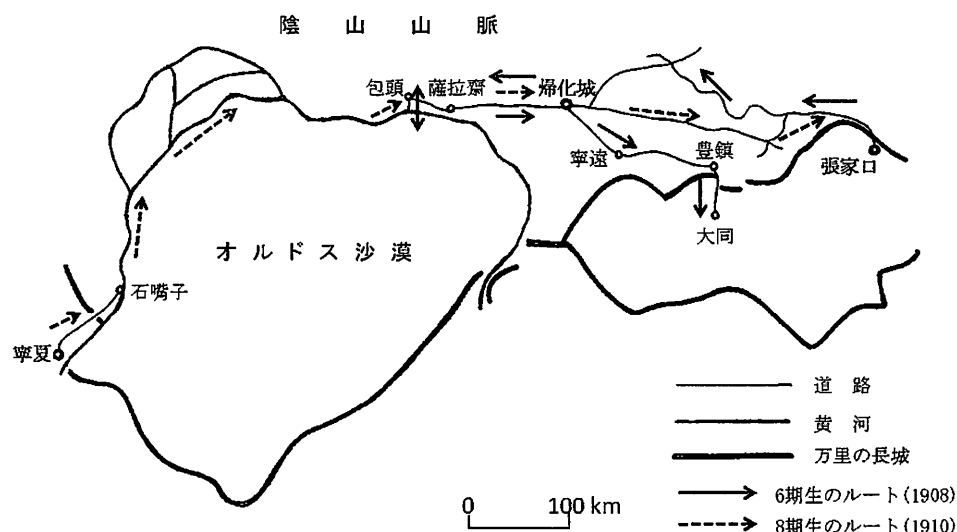 陰山山脈
包頭
薩拉齋
帰化城
寧遠
豊鎮
張家口
大同
オルドス沙漠
石嘴子
寧夏
道路
黄河
万里の長城
6期生のルート(1908)
8期生のルート(1910)
0 100 km